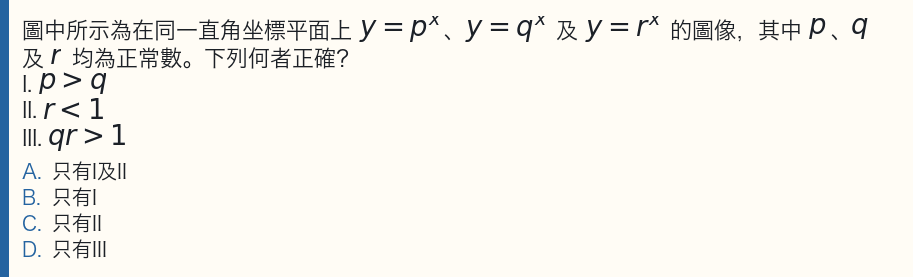 圖中所示為在同一直角坐標平面上 y = p^x、y = q^x 及 y = r^x 的圖像，其中 p、q
及 r 均為正常數。下列何者正確?
I. p > q
II. r < 1
III. qr > 1
A. 只有I及II
B. 只有I
C. 只有II
D. 只有III